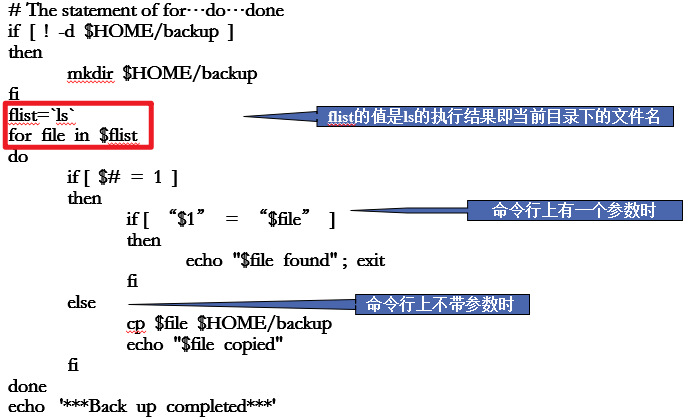 # The statement of for…do…done
if [ ! -d $HOME/backup ]
then
mkdir $HOME/backup
fi
flist=`ls`
flist的值是ls的执行结果即当前目录下的文件名
for file in $flist
do
if [ $# = 1 ]
then
命令行上有一个参数时
if [ “$1” = “$file” ]
then
echo "$file found" ; exit
fi
else
命令行上不带参数时
cp $file $HOME/backup
echo "$file copied"
fi
done
echo '***Back up completed***'